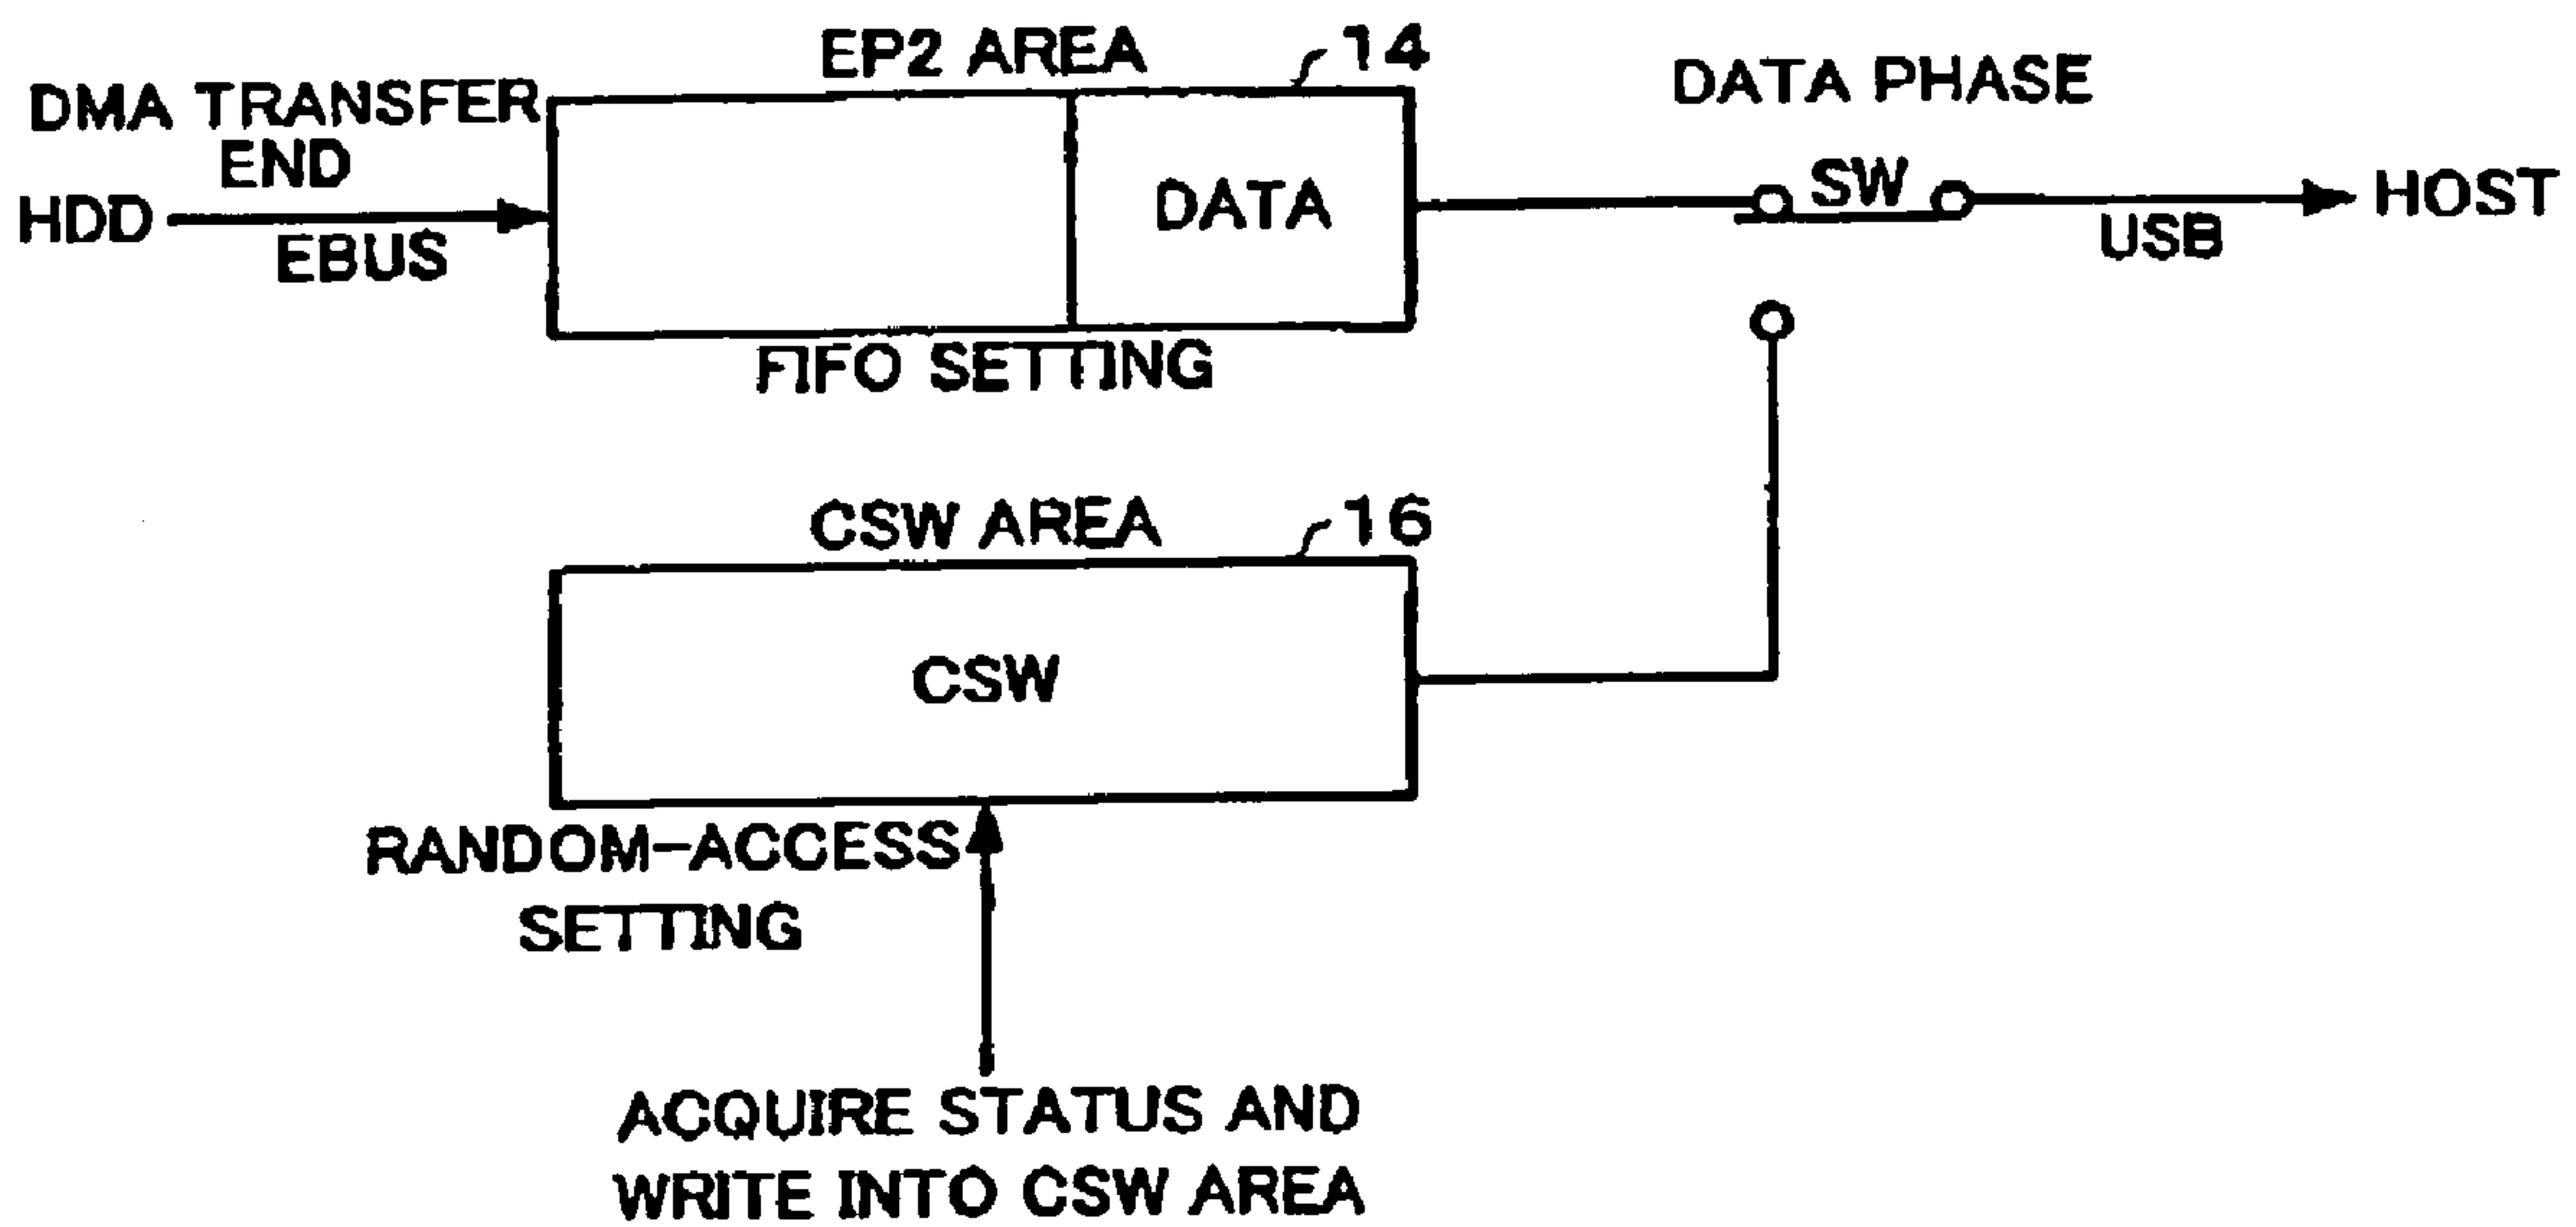 EP2 AREA
14
DATA PHASE
DMA TRANSFER
END
HDD
EBUS
DATA
SW
USB
HOST
FIFO SETTING
CSW AREA
16
CSW
RANDOM-ACCESS
SETTING
ACQUIRE STATUS AND
WRITE INTO CSW AREA